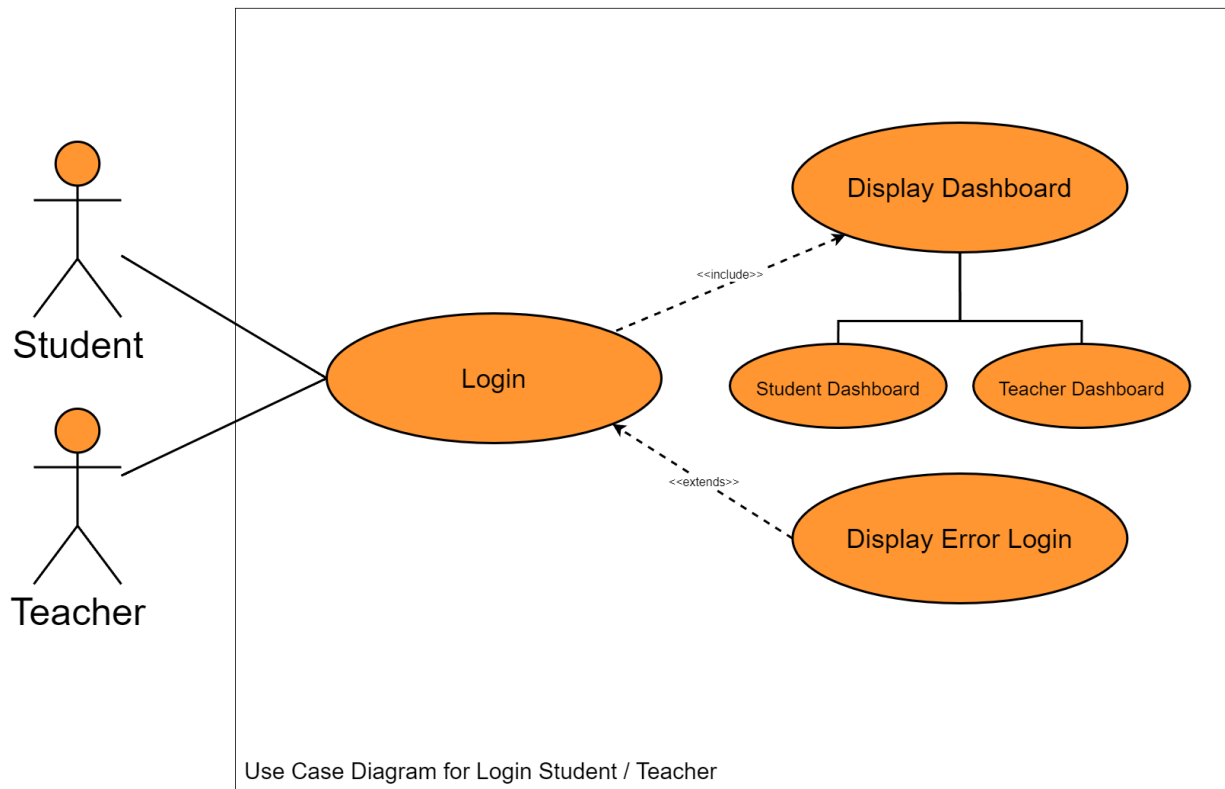 Display Dashboard
<<include>>
Student
Login
Student Dashboard
Teacher Dashboard
<<extends>>
Display Error Login
Teacher
Use Case Diagram for Login Student / Teacher